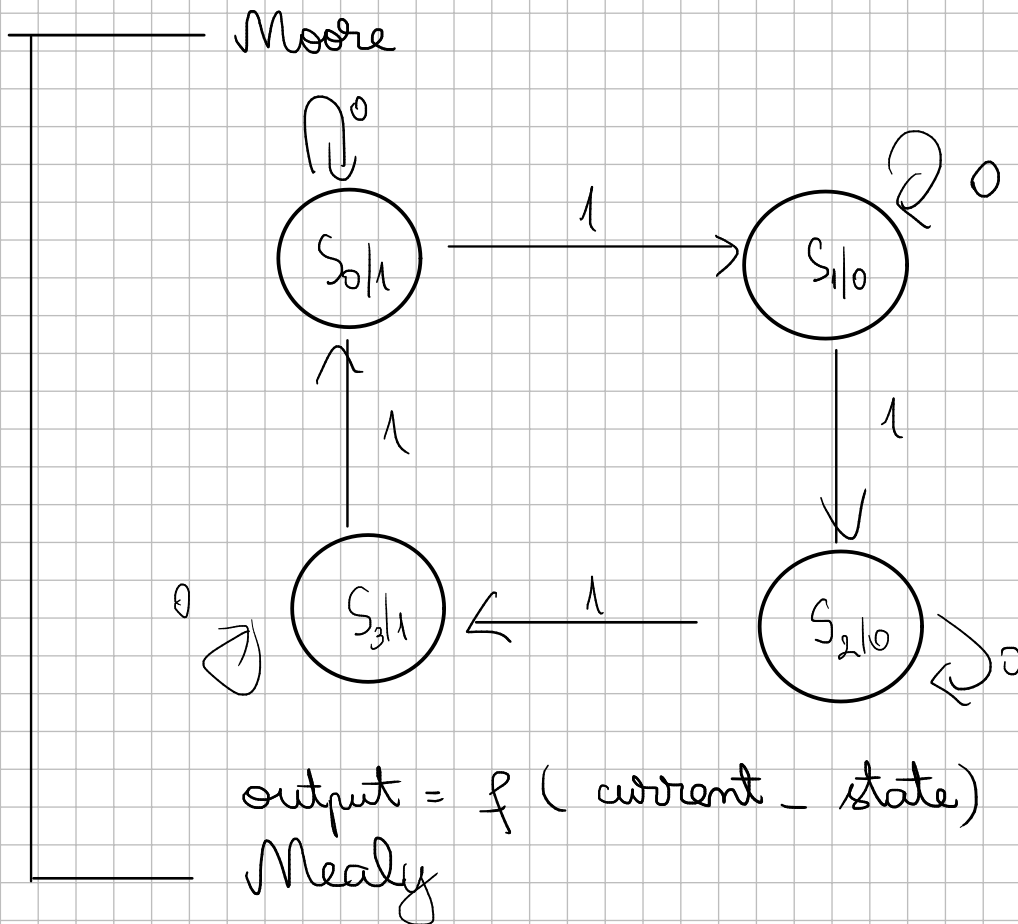 Moore
0
1
0
S0/1
S1/0
1
1
0
1
S3/1
S2/0
0
output = f ( current_state)
Mealy